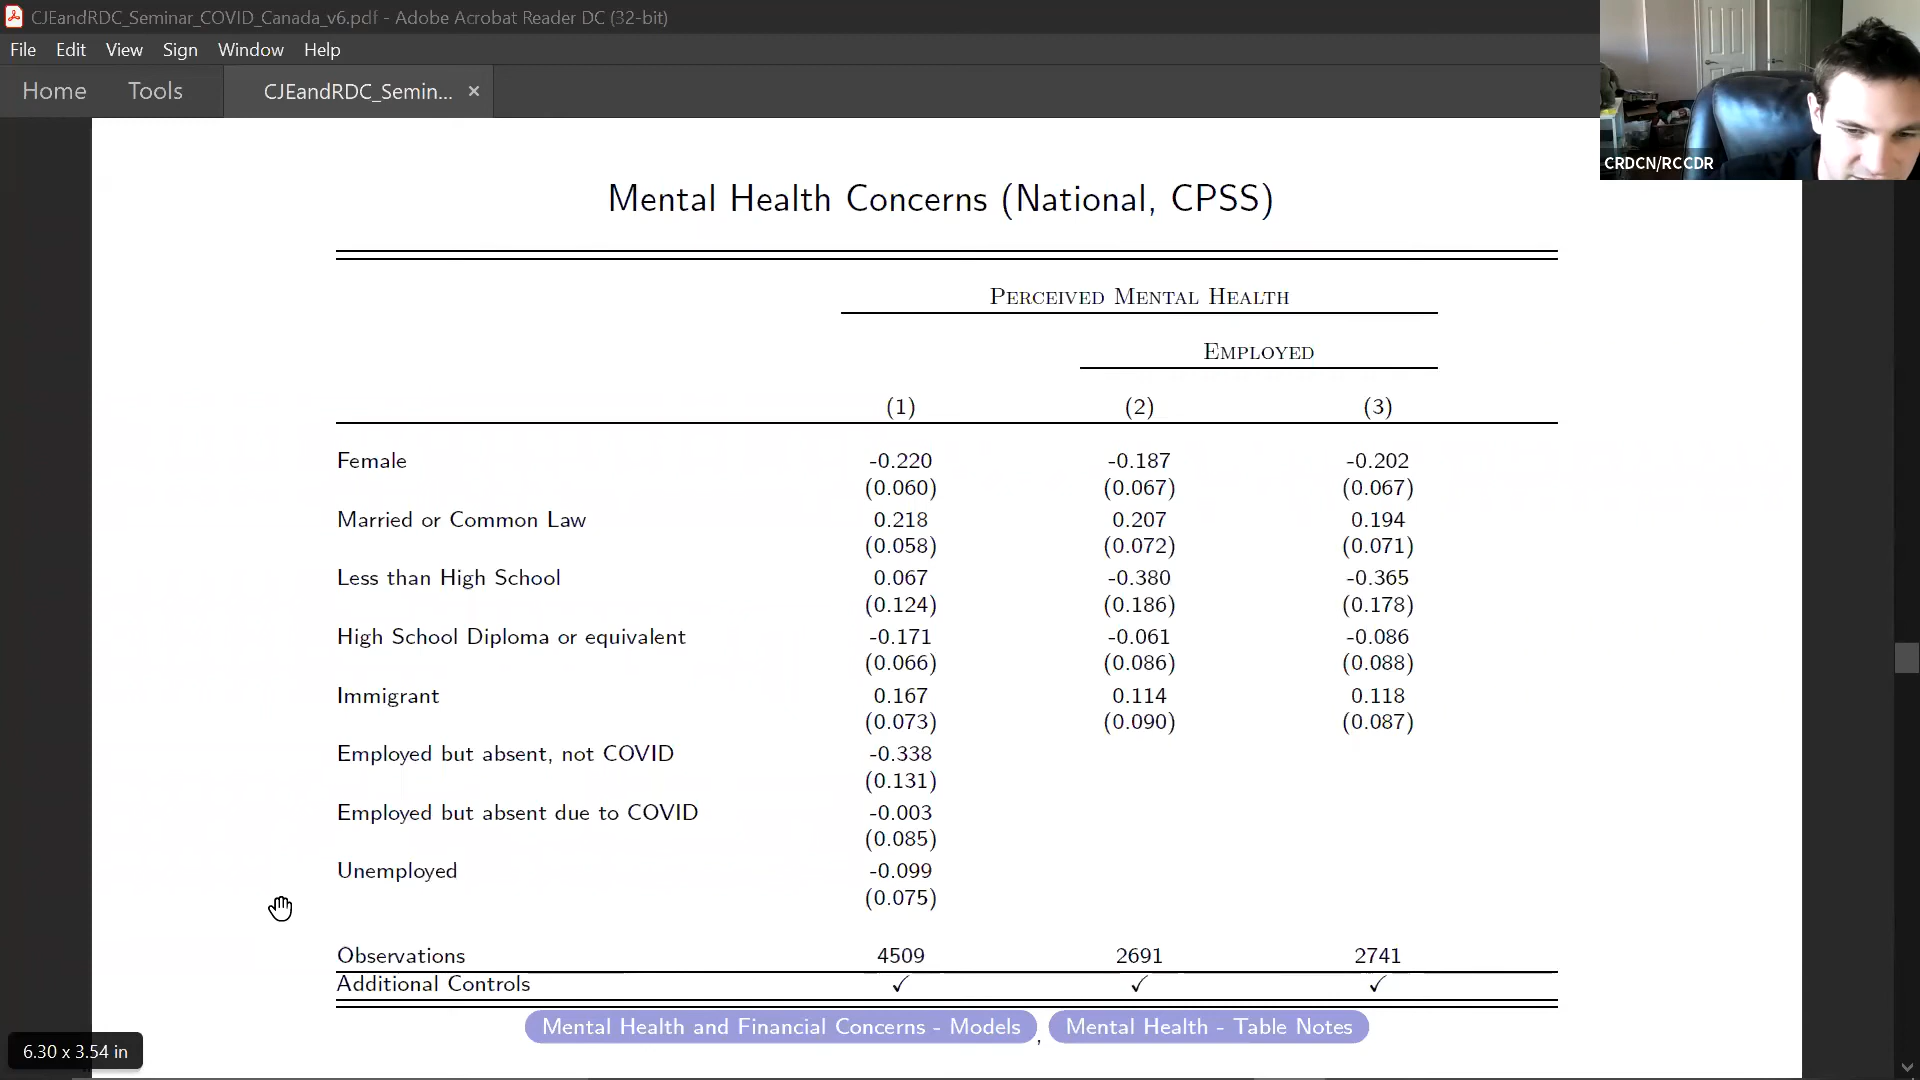 CJEandRDC_Seminar_COVID_Canada_v6.pdf - Adobe Acrobat Reader DC (32-bit)
File Edit View Sign Window Help
Home Tools CJEandRDC_Semin... ×
CRDCN/RCCDR
Mental Health Concerns (National, CPSS)
PERCEIVED MENTAL HEALTH
EMPLOYED
(1) (2) (3)
Female -0.220 -0.187 -0.202
(0.060) (0.067) (0.067)
Married or Common Law 0.218 0.207 0.194
(0.058) (0.072) (0.071)
Less than High School 0.067 -0.380 -0.365
(0.124) (0.186) (0.178)
High School Diploma or equivalent -0.171 -0.061 -0.086
(0.066) (0.086) (0.088)
Immigrant 0.167 0.114 0.118
(0.073) (0.090) (0.087)
Employed but absent, not COVID -0.338
(0.131)
Employed but absent due to COVID -0.003
(0.085)
Unemployed -0.099
(0.075)
Observations 4509 2691 2741
Additional Controls ✓ ✓ ✓
Mental Health and Financial Concerns - Models , Mental Health - Table Notes
6.30 x 3.54 in